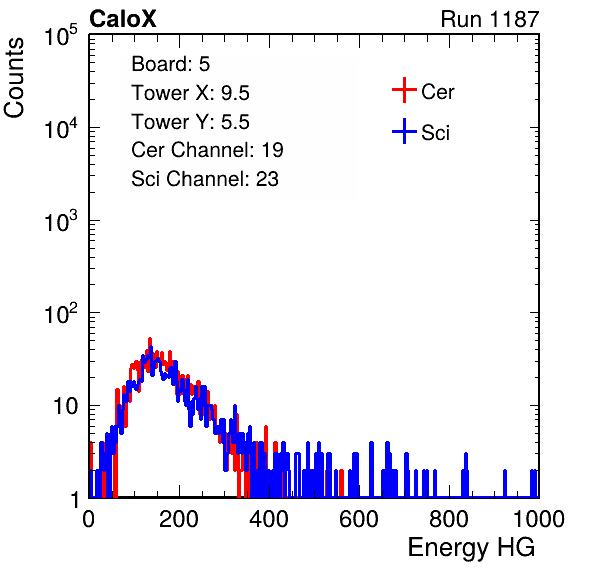 CaloX Run 1187
Counts
Board: 5
Tower X: 9.5
Tower Y: 5.5
Cer Channel: 19
Sci Channel: 23
Cer
Sci
10^5
10^4
10^3
10^2
10
1
0 200 400 600 800 1000
Energy HG